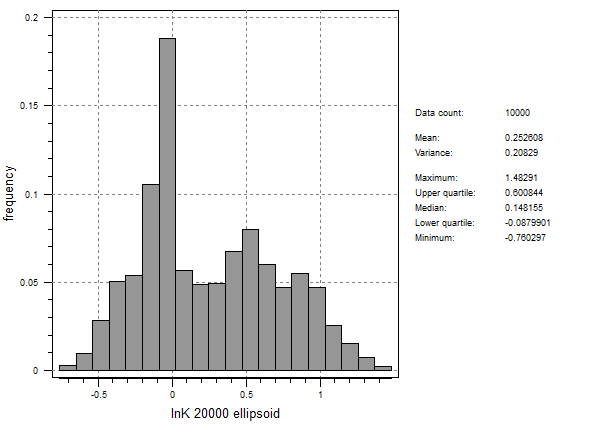 0.2
0.15
0.1
0.05
0
frequency
-0.5 0 0.5 1
lnK 20000 ellipsoid
Data count: 10000
Mean: 0.252608
Variance: 0.20829
Maximum: 1.48291
Upper quartile: 0.600844
Median: 0.148155
Lower quartile: -0.0879901
Minimum: -0.760297